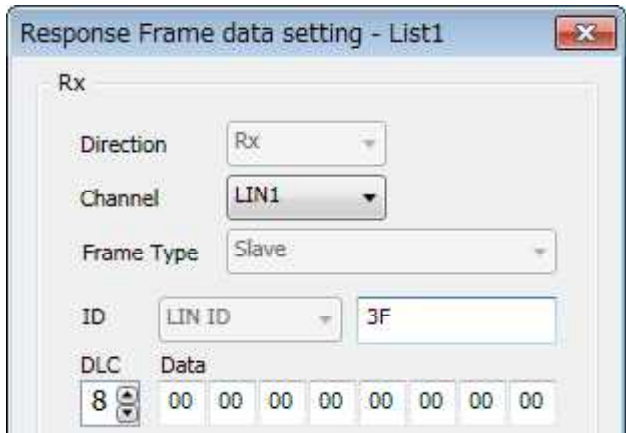 Response Frame data setting - List1
Rx
Direction Rx
Channel LIN1
Frame Type Slave
ID LIN ID 3F
DLC Data
8 00 00 00 00 00 00 00 00